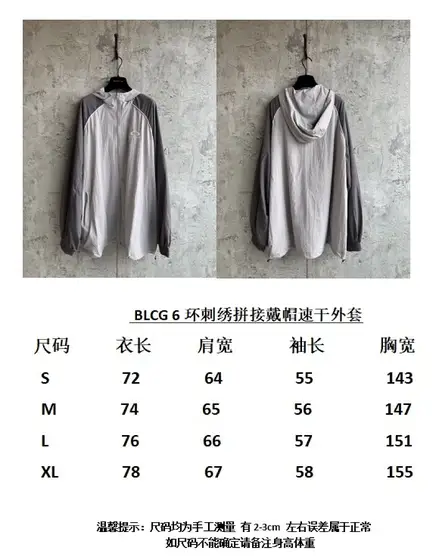 BLCG 6 环刺绣拼接戴帽速干外套
尺码 衣长 肩宽 袖长 胸宽
S 72 64 55 143
M 74 65 56 147
L 76 66 57 151
XL 78 67 58 155
温馨提示：尺码均为手工测量 有 2-3cm 左右误差属于正常
如尺码不能确定请备注身高体重